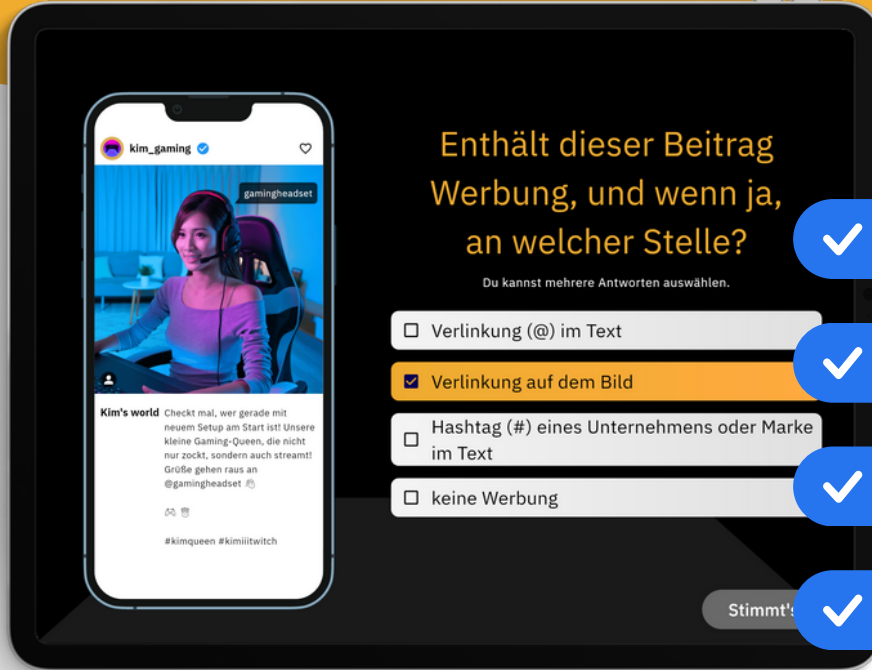 kim_gaming
gamingheadset
Kim's world
Checkt mal, wer gerade mit
neuem Setup am Start ist! Unsere
kleine Gaming-Queen, die nicht
nur zockt, sondern auch streamt!
Grüße gehen raus an
@gamingheadset
#kimqueen #kimiiitwitch
Enthält dieser Beitrag
Werbung, und wenn ja,
an welcher Stelle?
Du kannst mehrere Antworten auswählen.
Verlinkung (@) im Text
Verlinkung auf dem Bild
Hashtag (#) eines Unternehmens oder Marke
im Text
keine Werbung
Stimmt's